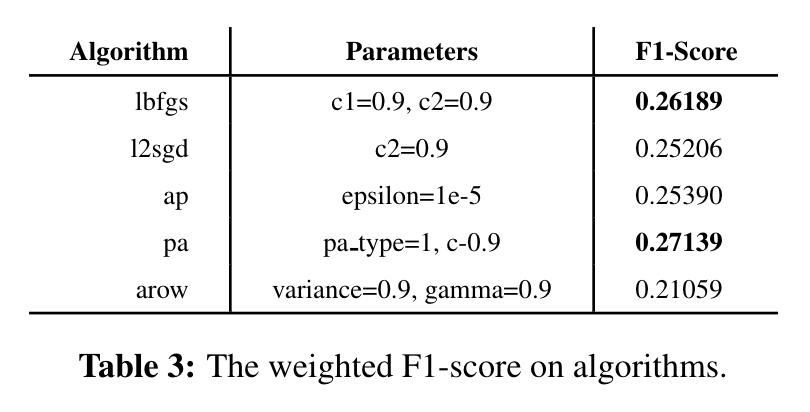 Algorithm Parameters F1-Score
lbfgs c1=0.9, c2=0.9 0.26189
l2sgd c2=0.9 0.25206
ap epsilon=1e-5 0.25390
pa pa_type=1, c-0.9 0.27139
arow variance=0.9, gamma=0.9 0.21059
Table 3: The weighted F1-score on algorithms.